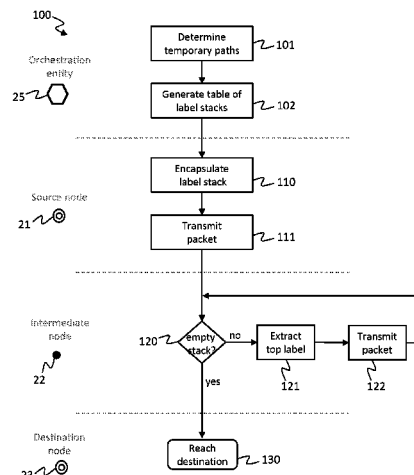 100
Determine
temporary paths
101
Orchestration
entity
25
Generate table of
label stacks
102
Encapsulate
label stack
110
Source node
21
Transmit
packet
111
Intermediate
node
22
120
empty
stack?
no
Extract
top label
121
Transmit
packet
122
yes
Destination
node
23
Reach
destination
130